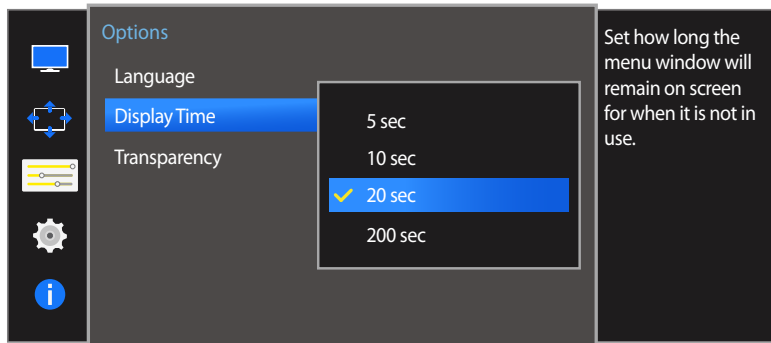 Options
Language
Display Time
Transparency
5 sec
10 sec
20 sec
200 sec
Set how long the
menu window will
remain on screen
for when it is not in
use.